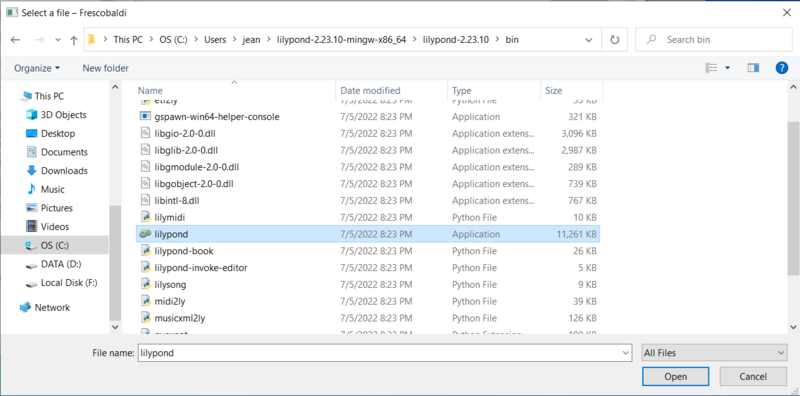 Select a file – Frescobaldi
This PC > OS (C:) > Users > jean > lilypond-2.23.10-mingw-x86_64 > lilypond-2.23.10 > bin
Search bin
Organize New folder
Name Date modified Type Size
This PC
3D Objects
Desktop
Documents
Downloads
Music
Pictures
Videos
OS (C:)
DATA (D:)
Local Disk (F:)
Network
etf2ly 7/5/2022 8:23 PM Python File 53 KB
gspawn-win64-helper-console 7/5/2022 8:23 PM Application 321 KB
libgio-2.0-0.dll 7/5/2022 8:23 PM Application extens... 3,096 KB
libglib-2.0-0.dll 7/5/2022 8:23 PM Application extens... 2,987 KB
libgmodule-2.0-0.dll 7/5/2022 8:23 PM Application extens... 289 KB
libgobject-2.0-0.dll 7/5/2022 8:23 PM Application extens... 739 KB
libintl-8.dll 7/5/2022 8:23 PM Application extens... 767 KB
lilymidi 7/5/2022 8:23 PM Python File 10 KB
lilypond 7/5/2022 8:23 PM Application 11,261 KB
lilypond-book 7/5/2022 8:23 PM Python File 26 KB
lilypond-invoke-editor 7/5/2022 8:23 PM Python File 5 KB
lilysong 7/5/2022 8:23 PM Python File 9 KB
midi2ly 7/5/2022 8:23 PM Python File 39 KB
musicxml2ly 7/5/2022 8:23 PM Python File 126 KB
7/5/2022 8:23 PM Python Extension
File name: lilypond All Files
Open Cancel